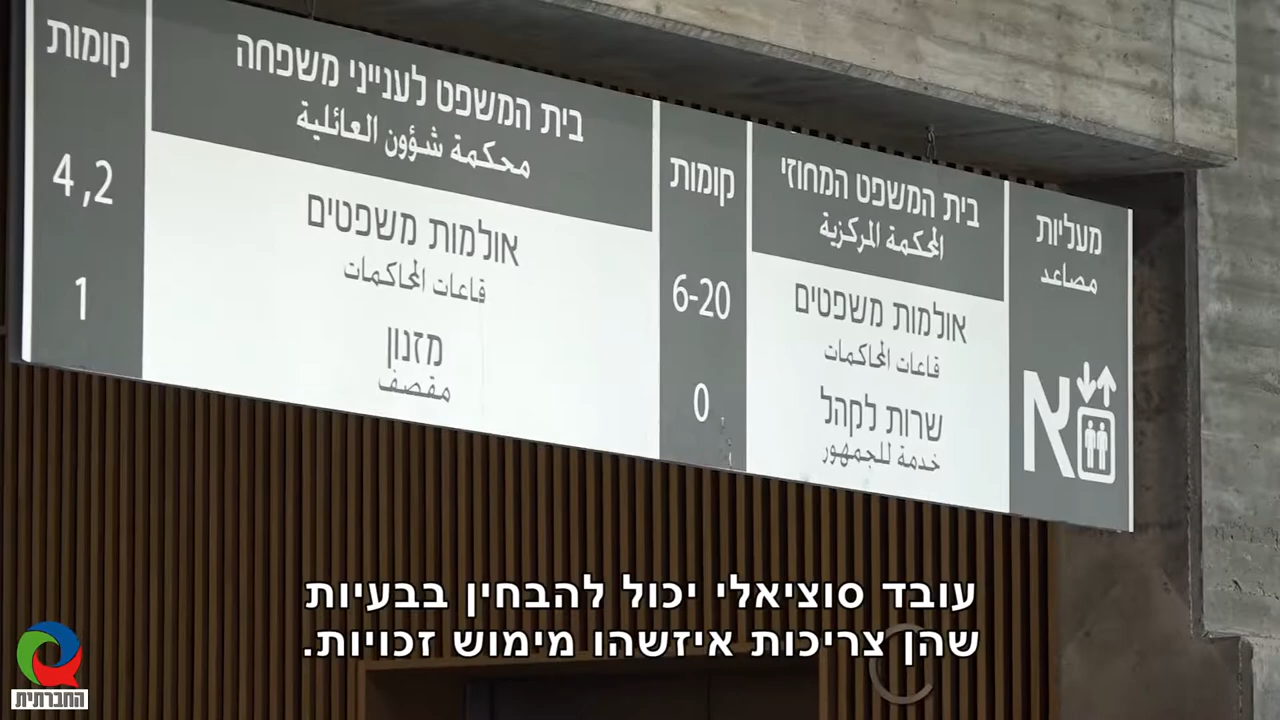 מעליות
مصاعد
א
בית המשפט המחוזי
المحكمة المركزية
אולמות משפטים
قاعات المحاكمات
שרות לקהל
خدمة للجمهور
קומות
6-20
0
בית המשפט לענייני משפחה
محكمة شؤون العائلية
אולמות משפטים
قاعات المحاكمات
מזנון
مقصف
קומות
4,2
1
עובד סוציאלי יכול להבחין בבעיות
שהן צריכות איזשהו מימוש זכויות.
החברתית